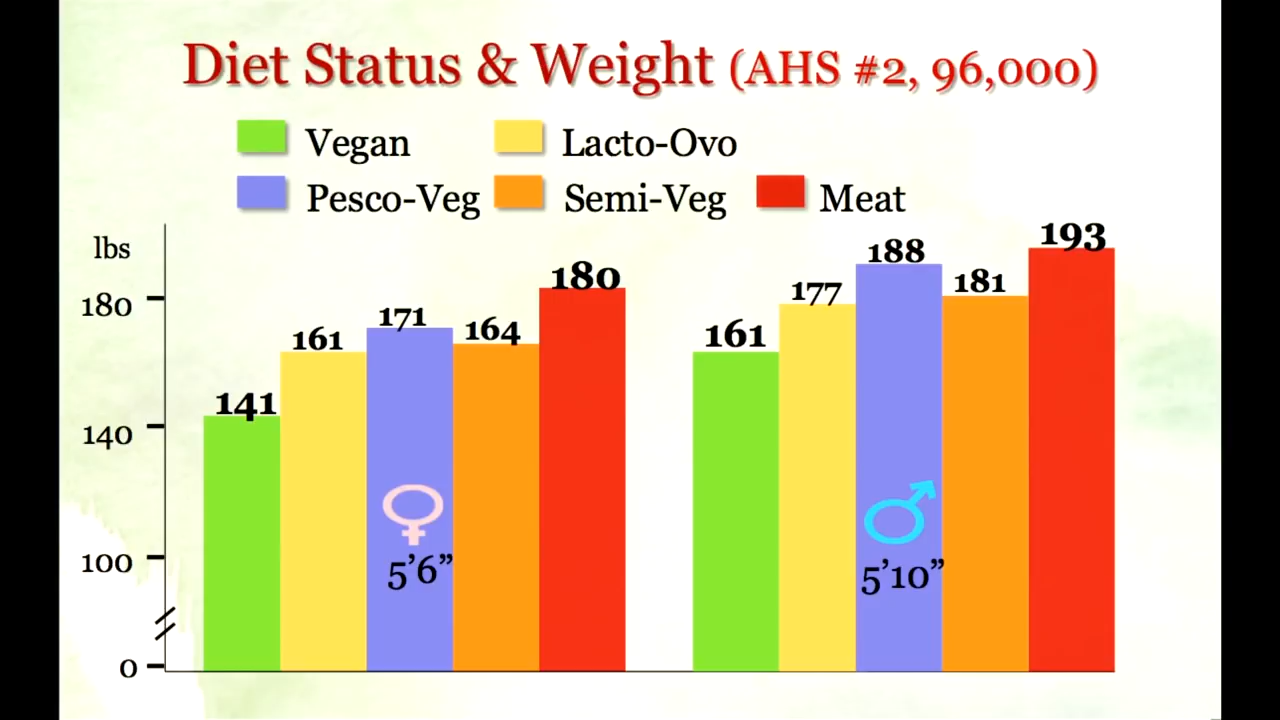 Diet Status & Weight (AHS #2, 96,000)
Vegan
Lacto-Ovo
Pesco-Veg
Semi-Veg
Meat
lbs
180
140
100
0
141
161
171
164
180
161
177
188
181
193
♀
5’6”
♂
5’10”